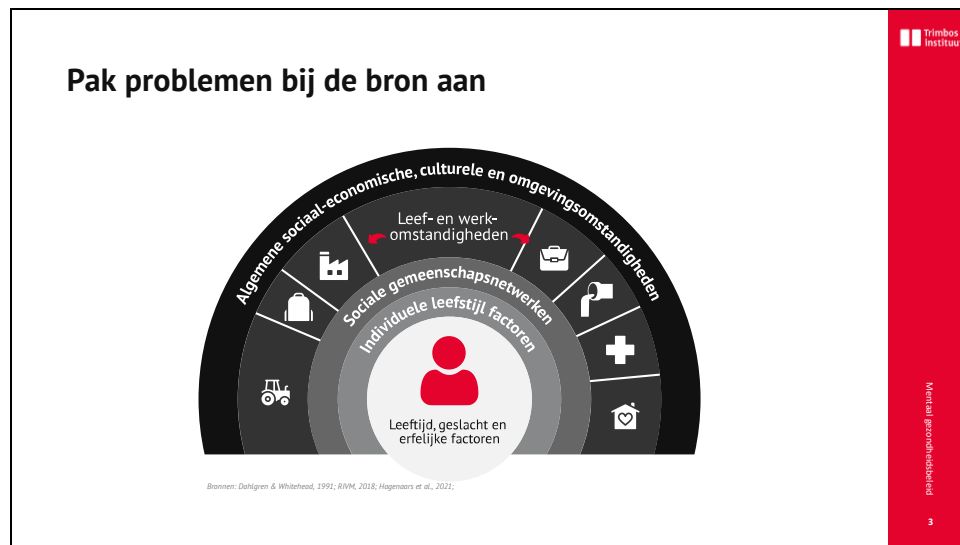 Trimbos
instituut
Pak problemen bij de bron aan
Algemene sociaal-economische, culturele en omgevingsomstandigheden
Leef- en werk-
omstandigheden
Sociale gemeenschapsnetwerken
Individuele leefstijl factoren
Leeftijd, geslacht en
erfelijke factoren
Bronnen: Dahlgren & Whitehead, 1991; RIVM, 2018; Hagenaars et al., 2021;
Mentaal gezondheidsbeleid
3